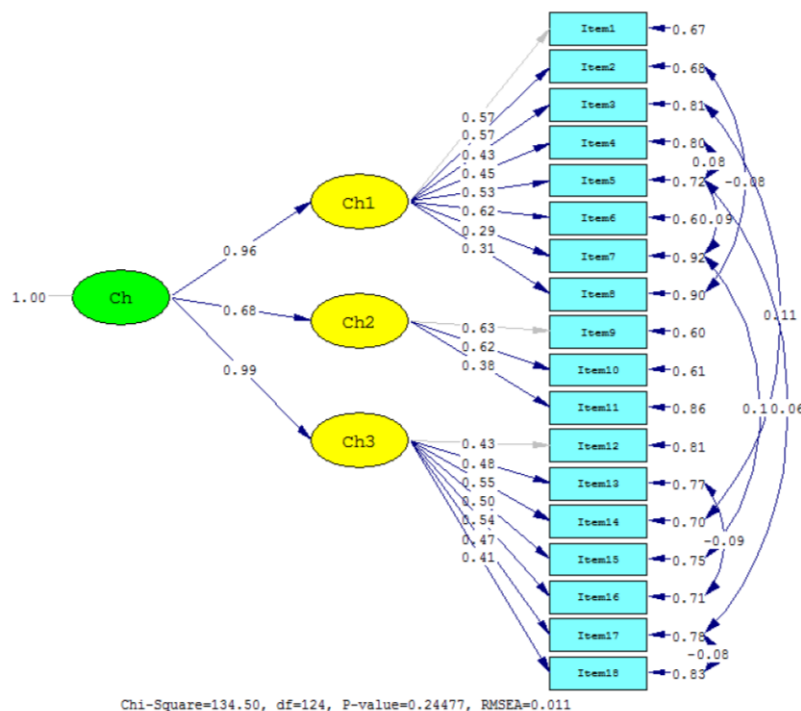 Item1 0.67
Item2 0.68
Item3 0.81
0.57
0.57
Item4 0.80
0.43
0.08
0.45
Item5 0.72
-0.08
0.53
Ch1
0.62
Item6 0.60 0.09
0.29
0.31
Item7 0.92
0.96
Item8 0.90
1.00
Ch
0.68
Ch2
0.63
Item9 0.60
0.11
0.62
0.38
Item10 0.61
0.99
Item11 0.86
0.1 0.06
Ch3
0.43
Item12 0.81
0.48
0.55
Item13 0.77
0.50
0.54
Item14 0.70
0.47
-0.09
0.41
Item15 0.75
Item16 0.71
Item17 0.78
-0.08
Item18 0.83
Chi-Square=134.50, df=124, P-value=0.24477, RMSEA=0.011